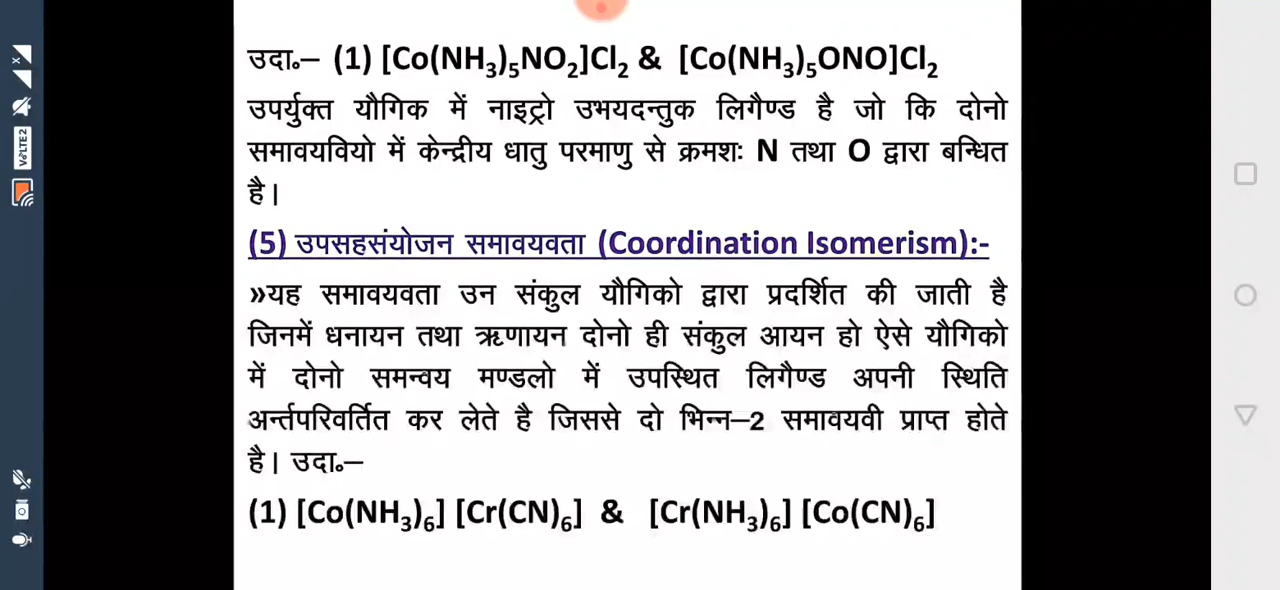 उदा०– (1) [Co(NH₃)₅NO₂]Cl₂ & [Co(NH₃)₅ONO]Cl₂
उपर्युक्त यौगिक में नाइट्रो उभयदन्तुक लिगैण्ड है जो कि दोनो
समावयवियो में केन्द्रीय धातु परमाणु से क्रमशः N तथा O द्वारा बन्धित
है।
(5) उपसहसंयोजन समावयवता (Coordination Isomerism):-
»यह समावयवता उन संकुल यौगिको द्वारा प्रदर्शित की जाती है
जिनमें धनायन तथा ऋणायन दोनो ही संकुल आयन हो ऐसे यौगिको
में दोनो समन्वय मण्डलो में उपस्थित लिगैण्ड अपनी स्थिति
अर्न्तपरिवर्तित कर लेते है जिससे दो भिन्न–2 समावयवी प्राप्त होते
है। उदा०–
(1) [Co(NH₃)₆] [Cr(CN)₆] & [Cr(NH₃)₆] [Co(CN)₆]
VoLTE2